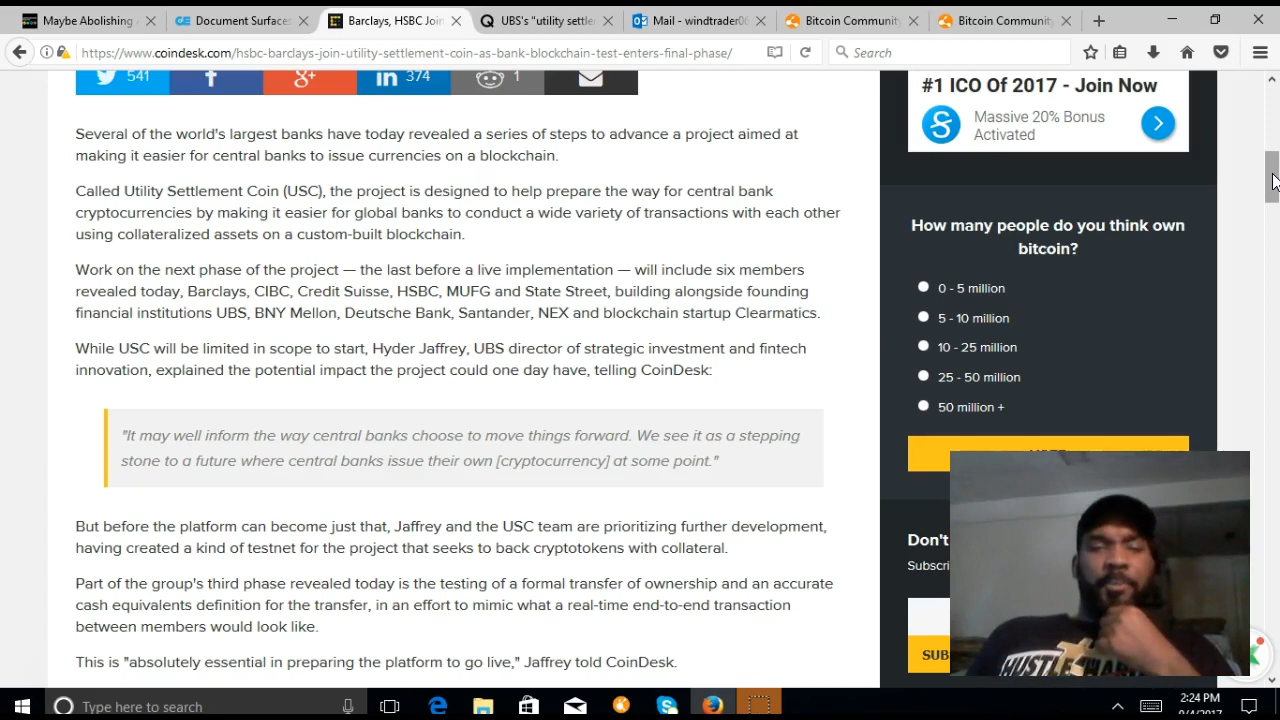 Maybe Abolishing A
Document Surfaces
Barclays, HSBC Join
UBS's "utility settle
Mail - windtrader06
Bitcoin Community
Bitcoin Community
https://www.coindesk.com/hsbc-barclays-join-utility-settlement-coin-as-bank-blockchain-test-enters-final-phase/
Search
541
374
1
#1 ICO Of 2017 - Join Now
Massive 20% Bonus
Activated
Several of the world's largest banks have today revealed a series of steps to advance a project aimed at
making it easier for central banks to issue currencies on a blockchain.
Called Utility Settlement Coin (USC), the project is designed to help prepare the way for central bank
cryptocurrencies by making it easier for global banks to conduct a wide variety of transactions with each other
using collateralized assets on a custom-built blockchain.
Work on the next phase of the project — the last before a live implementation — will include six members
revealed today, Barclays, CIBC, Credit Suisse, HSBC, MUFG and State Street, building alongside founding
financial institutions UBS, BNY Mellon, Deutsche Bank, Santander, NEX and blockchain startup Clearmatics.
While USC will be limited in scope to start, Hyder Jaffrey, UBS director of strategic investment and fintech
innovation, explained the potential impact the project could one day have, telling CoinDesk:
"It may well inform the way central banks choose to move things forward. We see it as a stepping
stone to a future where central banks issue their own [cryptocurrency] at some point."
But before the platform can become just that, Jaffrey and the USC team are prioritizing further development,
having created a kind of testnet for the project that seeks to back cryptotokens with collateral.
Part of the group's third phase revealed today is the testing of a formal transfer of ownership and an accurate
cash equivalents definition for the transfer, in an effort to mimic what a real-time end-to-end transaction
between members would look like.
This is "absolutely essential in preparing the platform to go live," Jaffrey told CoinDesk.
How many people do you think own
bitcoin?
0 - 5 million
5 - 10 million
10 - 25 million
25 - 50 million
50 million +
Don't
Subscri
SUB
HUSTLE
Type here to search
2:24 PM
9/4/2017